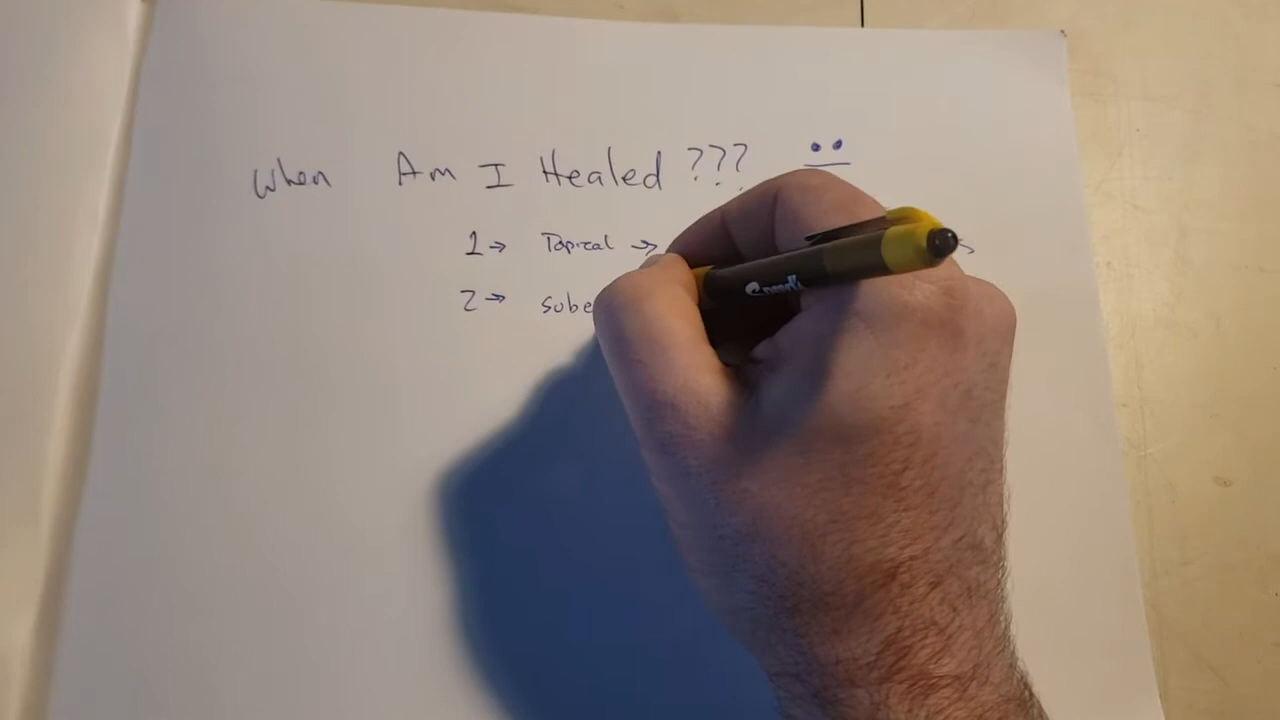 When Am I Healed ???
1 → Topical →
2 → sube